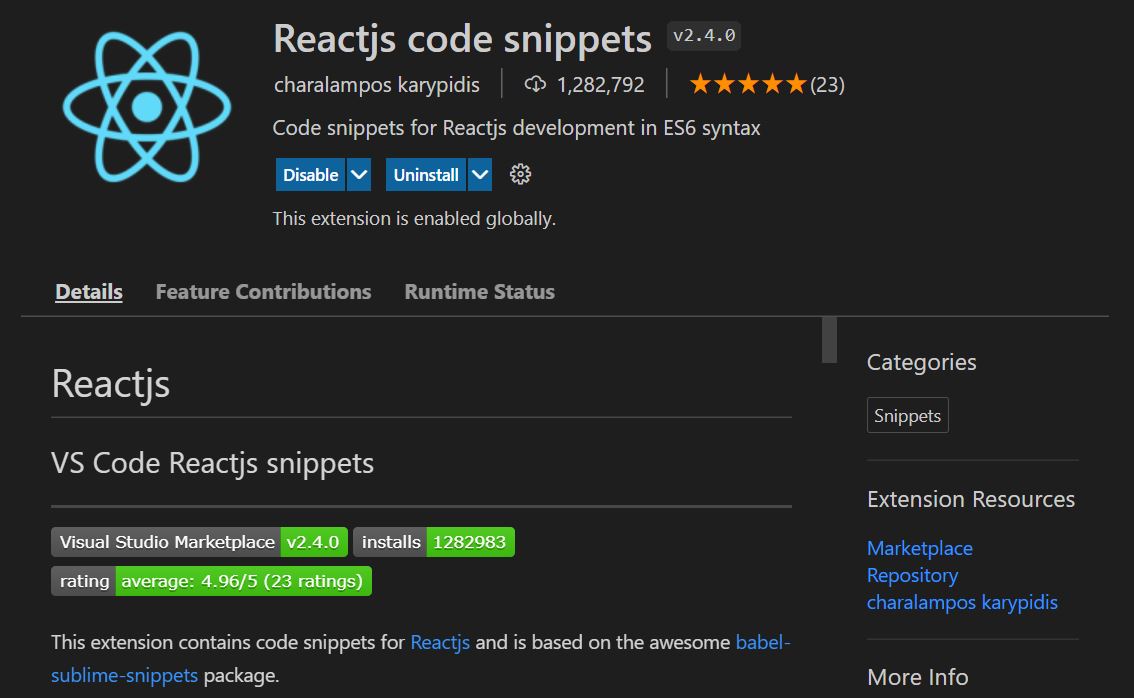 Reactjs code snippets v2.4.0
charalampos karypidis 1,282,792 (23)
Code snippets for Reactjs development in ES6 syntax
Disable Uninstall
This extension is enabled globally.
Details Feature Contributions Runtime Status
Reactjs
VS Code Reactjs snippets
Visual Studio Marketplace v2.4.0 installs 1282983
rating average: 4.96/5 (23 ratings)
This extension contains code snippets for Reactjs and is based on the awesome babel-
sublime-snippets package.
Categories
Snippets
Extension Resources
Marketplace
Repository
charalampos karypidis
More Info